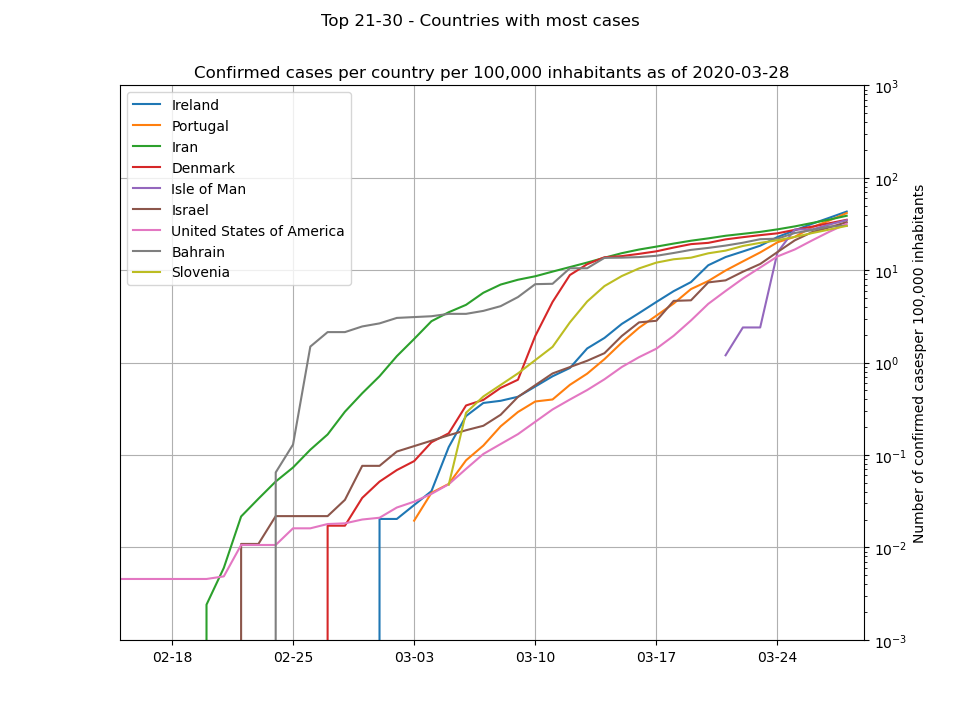 Top 21-30 - Countries with most cases
Confirmed cases per country per 100,000 inhabitants as of 2020-03-28
Ireland
Portugal
Iran
Denmark
Isle of Man
Israel
United States of America
Bahrain
Slovenia
10³
10²
10¹
10⁰
10⁻¹
10⁻²
10⁻³
Number of confirmed casesper 100,000 inhabitants
02-18 02-25 03-03 03-10 03-17 03-24